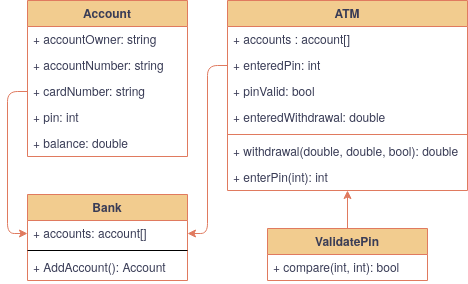 Account
+ accountOwner: string
+ accountNumber: string
+ cardNumber: string
+ pin: int
+ balance: double
ATM
+ accounts : account[]
+ enteredPin: int
+ pinValid: bool
+ enteredWithdrawal: double
+ withdrawal(double, double, bool): double
+ enterPin(int): int
Bank
+ accounts: account[]
+ AddAccount(): Account
ValidatePin
+ compare(int, int): bool